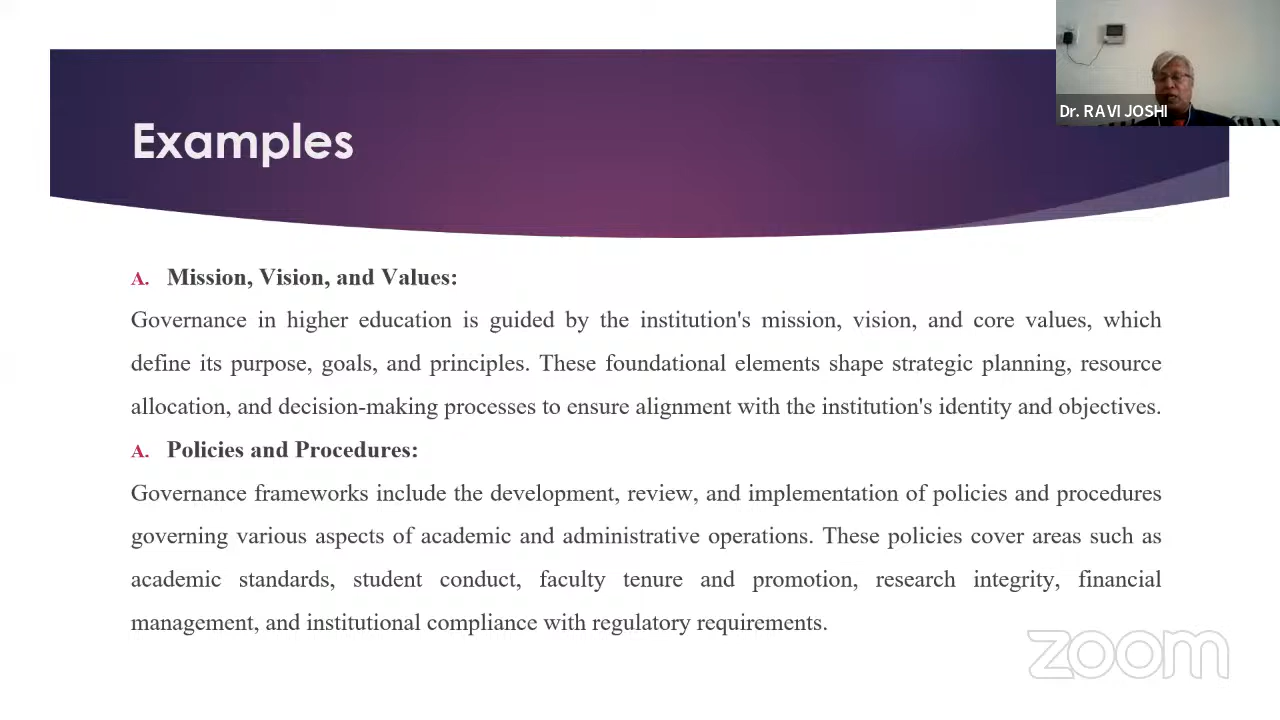 Dr. RAVI JOSHI
Examples
A. Mission, Vision, and Values:
Governance in higher education is guided by the institution's mission, vision, and core values, which
define its purpose, goals, and principles. These foundational elements shape strategic planning, resource
allocation, and decision-making processes to ensure alignment with the institution's identity and objectives.
A. Policies and Procedures:
Governance frameworks include the development, review, and implementation of policies and procedures
governing various aspects of academic and administrative operations. These policies cover areas such as
academic standards, student conduct, faculty tenure and promotion, research integrity, financial
management, and institutional compliance with regulatory requirements.
zoom